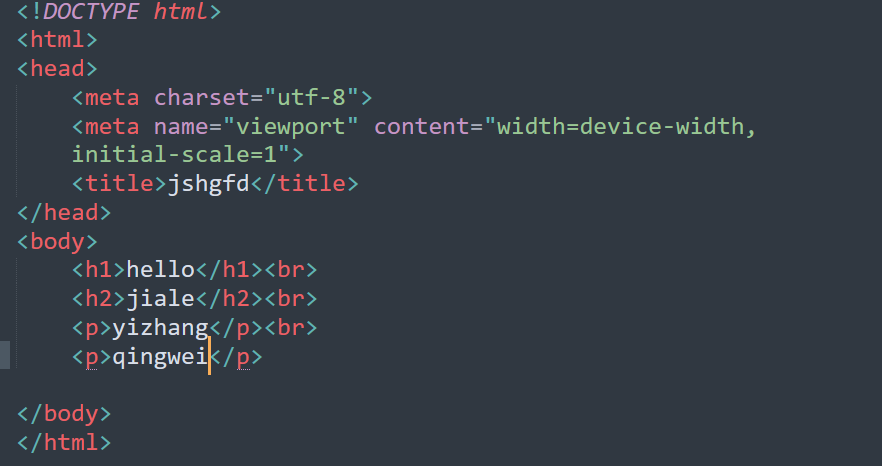 <!DOCTYPE html>
<html>
<head>
    <meta charset="utf-8">
    <meta name="viewport" content="width=device-width,
    initial-scale=1">
    <title>jshgfd</title>
</head>
<body>
    <h1>hello</h1><br>
    <h2>jiale</h2><br>
    <p>yizhang</p><br>
    <p>qingwei</p>
</body>
</html>